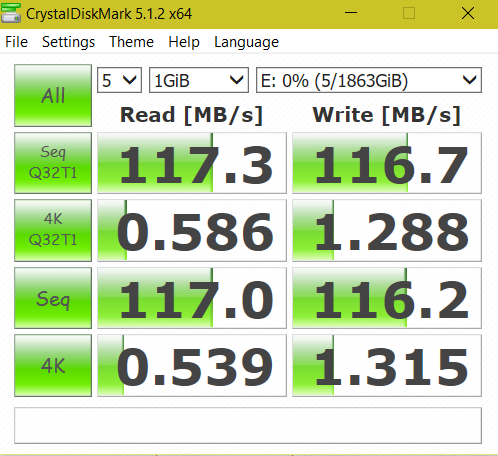 CrystalDiskMark 5.1.2 x64
File Settings Theme Help Language
All 5 1GiB E: 0% (5/1863GiB)
Read [MB/s] Write [MB/s]
Seq
Q32T1 117.3 116.7
4K
Q32T1 0.586 1.288
Seq 117.0 116.2
4K 0.539 1.315